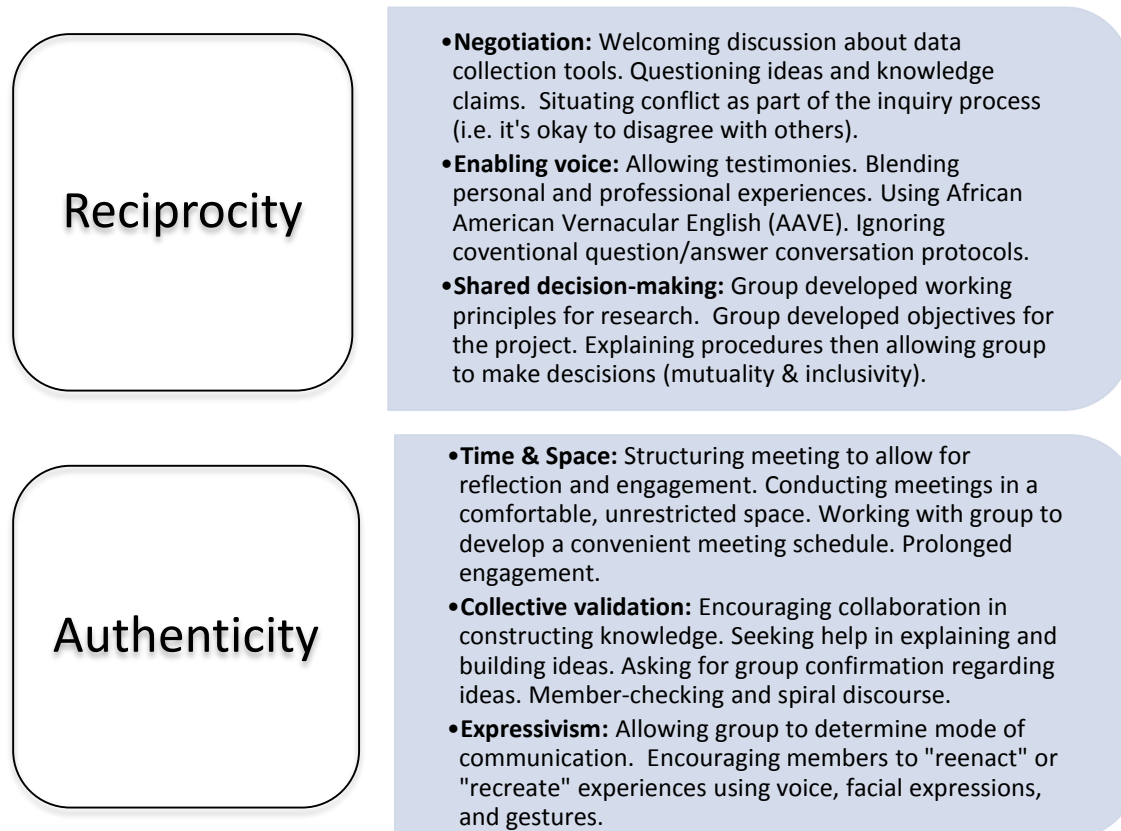 Reciprocity
•Negotiation: Welcoming discussion about data
collection tools. Questioning ideas and knowledge
claims.  Situating conflict as part of the inquiry process
(i.e. it's okay to disagree with others).
•Enabling voice: Allowing testimonies. Blending
personal and professional experiences. Using African
American Vernacular English (AAVE). Ignoring
coventional question/answer conversation protocols.
•Shared decision-making: Group developed working
principles for research.  Group developed objectives for
the project. Explaining procedures then allowing group
to make descisions (mutuality & inclusivity).
Authenticity
•Time & Space: Structuring meeting to allow for
reflection and engagement. Conducting meetings in a
comfortable, unrestricted space. Working with group to
develop a convenient meeting schedule. Prolonged
engagement.
•Collective validation: Encouraging collaboration in
constructing knowledge. Seeking help in explaining and
building ideas. Asking for group confirmation regarding
ideas. Member-checking and spiral discourse.
•Expressivism: Allowing group to determine mode of
communication.  Encouraging members to "reenact" or
"recreate" experiences using voice, facial expressions,
and gestures.